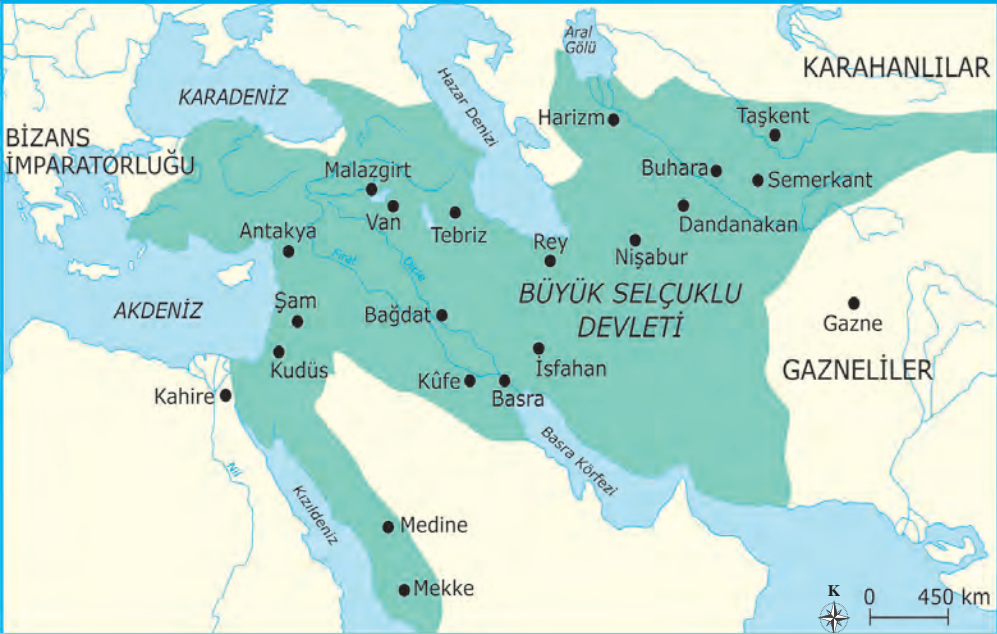 Aral
Gölü
KARAHANLILAR
Hazar Denizi
KARADENİZ
Harizm
Taşkent
BİZANS
İMPARATORLUĞU
Malazgirt
Buhara
Semerkant
Van
Tebriz
Dandanakan
Antakya
Rey
Nişabur
Fırat
Dicle
BÜYÜK SELÇUKLU
DEVLETİ
Şam
AKDENİZ
Bağdat
Gazne
Kudüs
İsfahan
GAZNELİLER
Kahire
Kûfe
Basra
Basra Körfezi
Nil
Kızıldeniz
Medine
Mekke
K
0 450 km